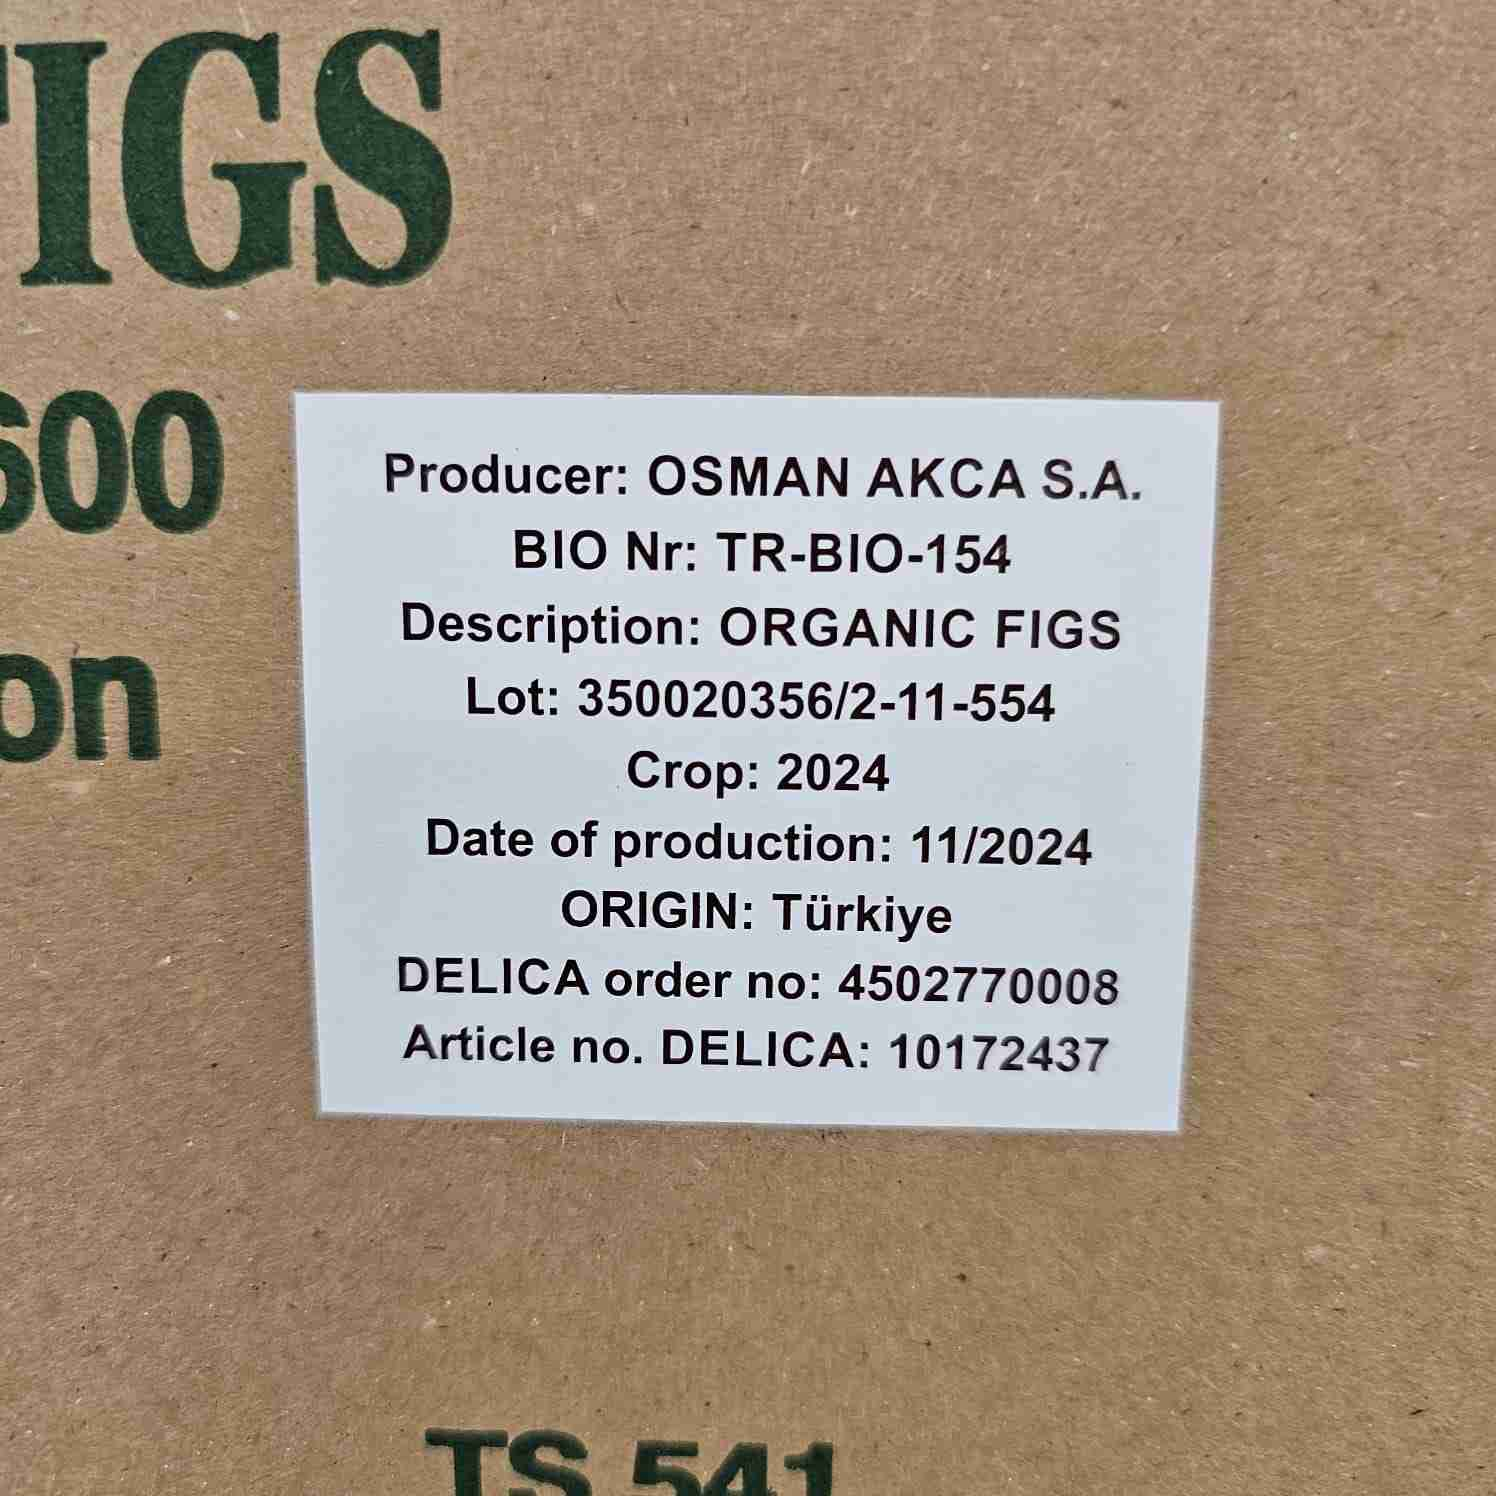 FIGS
600
on
Producer: OSMAN AKCA S.A.
BIO Nr: TR-BIO-154
Description: ORGANIC FIGS
Lot: 350020356/2-11-554
Crop: 2024
Date of production: 11/2024
ORIGIN: Türkiye
DELICA order no: 4502770008
Article no. DELICA: 10172437
TS 541